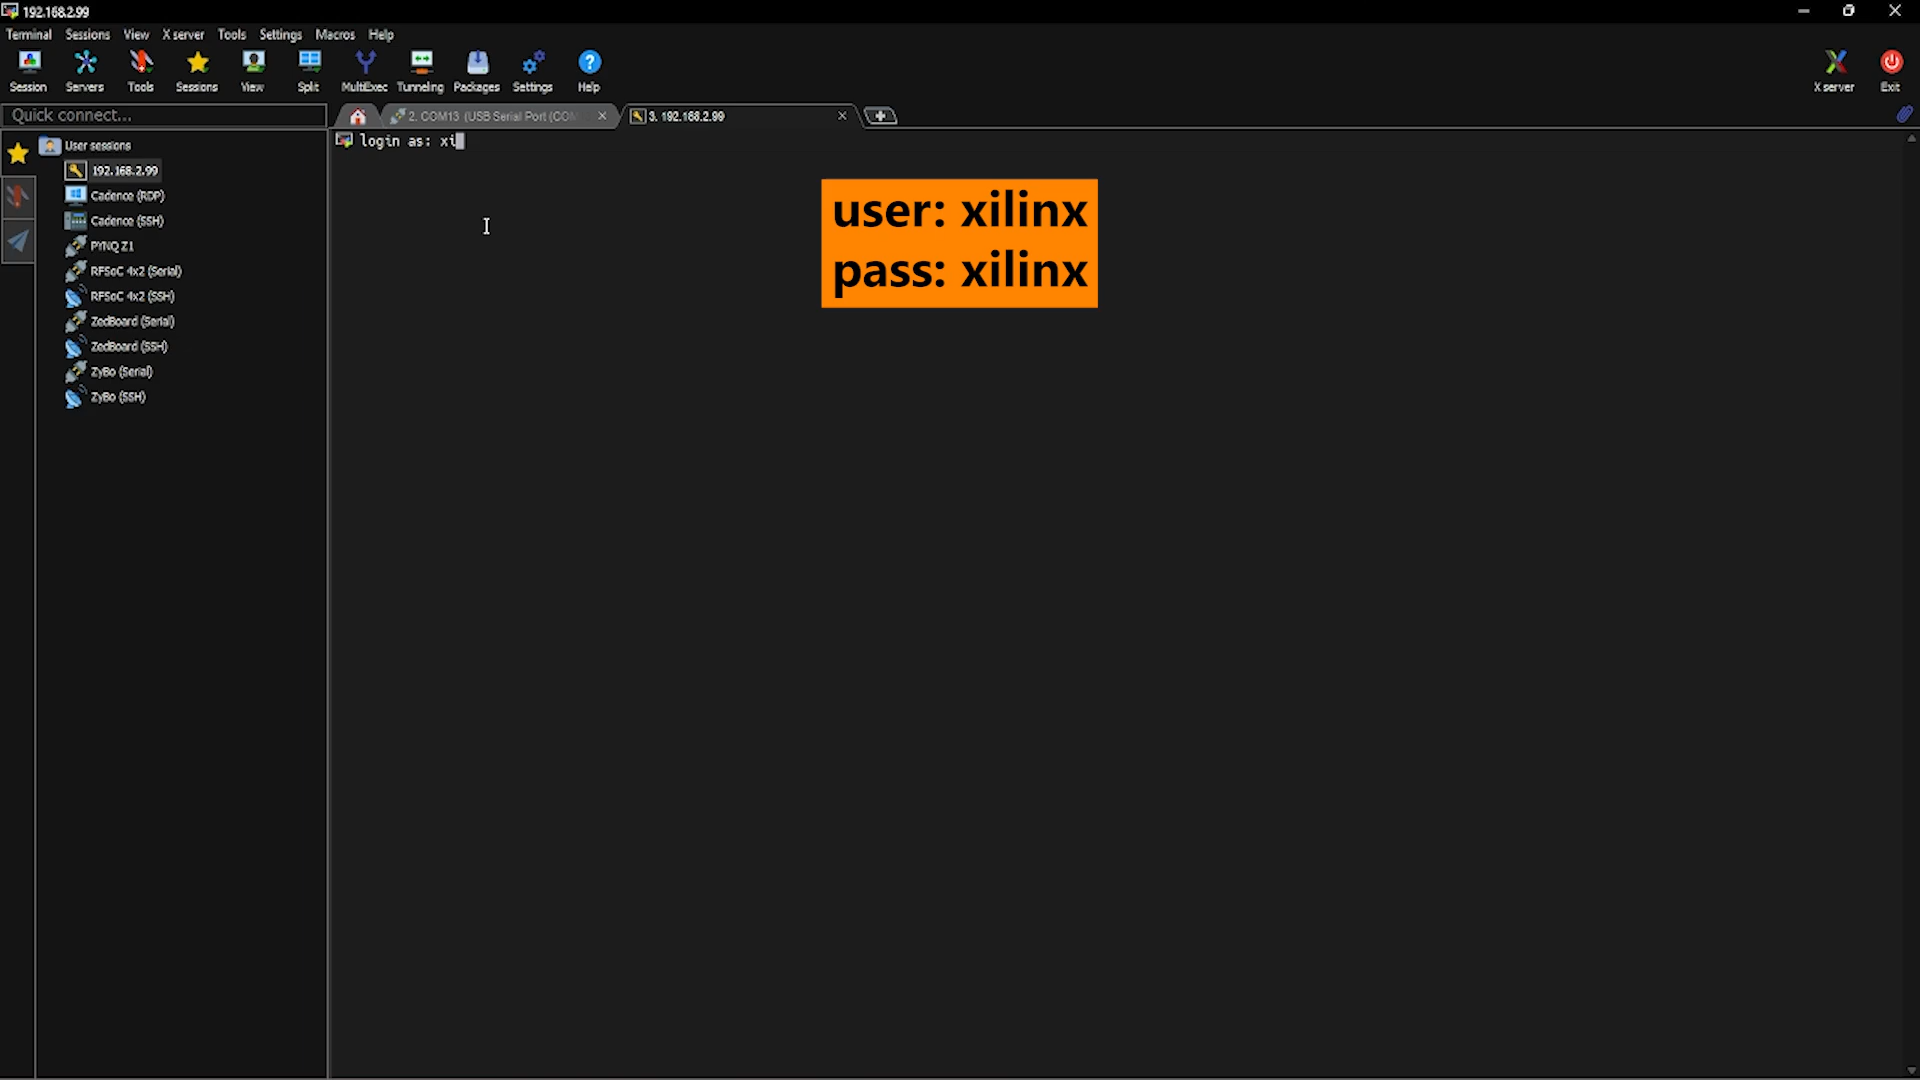 192.168.2.99
Terminal Sessions View X server Tools Settings Macros Help
Session Servers Tools Sessions View Split MultiExec Tunneling Packages Settings Help X server Exit
Quick connect...
2. COM13 (USB Serial Port (COM
3. 192.168.2.99
User sessions
192.168.2.99
Cadence (RDP)
Cadence (SSH)
PYNQ Z1
RFSoC 4x2 (Serial)
RFSoC 4x2 (SSH)
ZedBoard (Serial)
ZedBoard (SSH)
ZyBo (Serial)
ZyBo (SSH)
login as: xi
user: xilinx
pass: xilinx